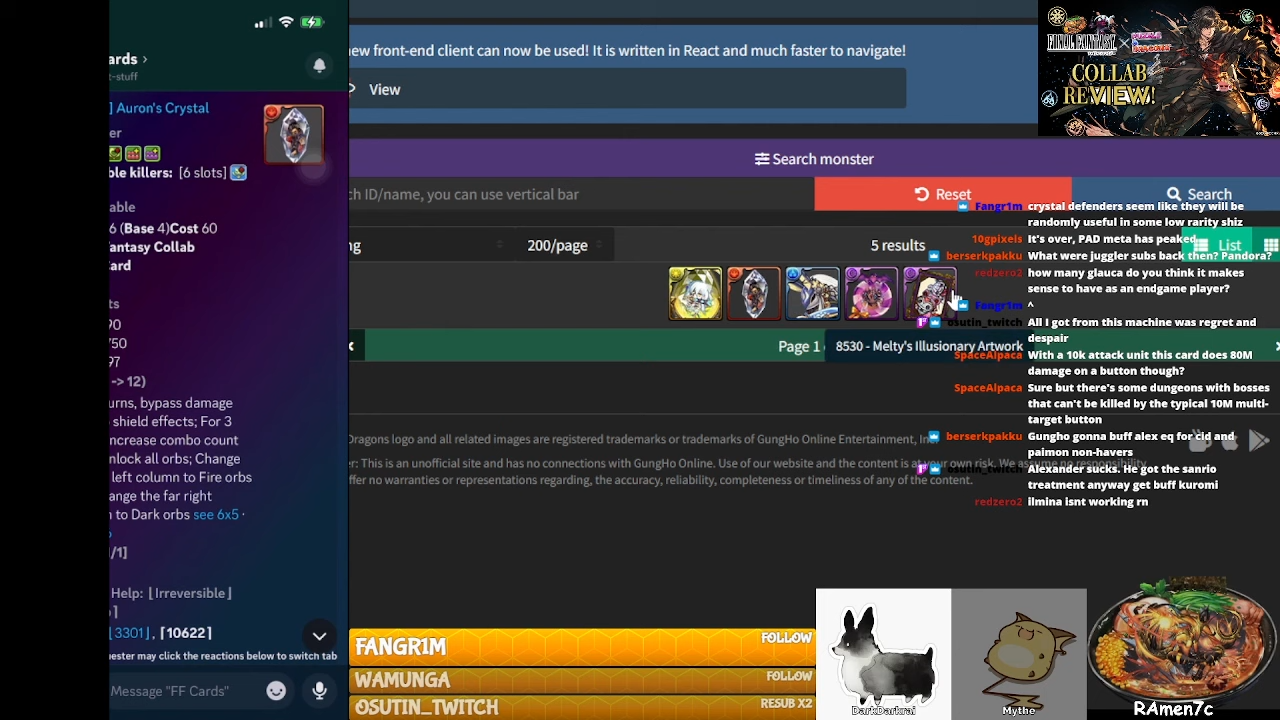 ards >
t-stuff
] Auron's Crystal
er
ble killers: [6 slots]
able
6 (Base 4)Cost 60
antasy Collab
ard
ts
90
/50
97
-> 12)
urns, bypass damage
shield effects; For 3
ncrease combo count
nlock all orbs; Change
left column to Fire orbs
ange the far right
n to Dark orbs see 6x5 ·
/1]
Help: [Irreversible]
[3301], [10622]
ester may click the reactions below to switch tab
Message "FF Cards"
new front-end client can now be used! It is written in React and much faster to navigate!
View
Search monster
ch ID/name, you can use vertical bar
Reset
Search
ng
200/page
5 results
List
Page 1
8530 - Melty's Illusionary Artwork
Dragons logo and all related images are registered trademarks or trademarks of GungHo Online Entertainment, In
er: This is an unofficial site and has no connections with GungHo Online. Use of our website and the content is at your own risk. We assume no responsibility
ffer no warranties or representations regarding, the accuracy, reliability, completeness or timeliness of any of the content.
FINAL FANTASY
COLLAB
REVIEW!
Fangr1m crystal defenders seem like they will be
randomly useful in some low rarity shiz
10gpixels It's over, PAD meta has peaked
berserkpakku What were juggler subs back then? Pandora?
redzero2 how many glauca do you think it makes
sense to have as an endgame player?
Fangr1m ^
osutin_twitch All I got from this machine was regret and
despair
SpaceAlpaca With a 10k attack unit this card does 80M
damage on a button though?
SpaceAlpaca Sure but there's some dungeons with bosses
that can't be killed by the typical 10M multi-
target button
berserkpakku Gungho gonna buff alex eq for cid and
paimon non-havers
osutin_twitch Alexander sucks. He got the sanrio
treatment anyway get buff kuromi
redzero2 ilmina isnt working rn
FANGR1M FOLLOW
WAMUNGA FOLLOW
OSUTIN_TWITCH RESUB X2
DarkDarkrai
Mythe
RAmen7c